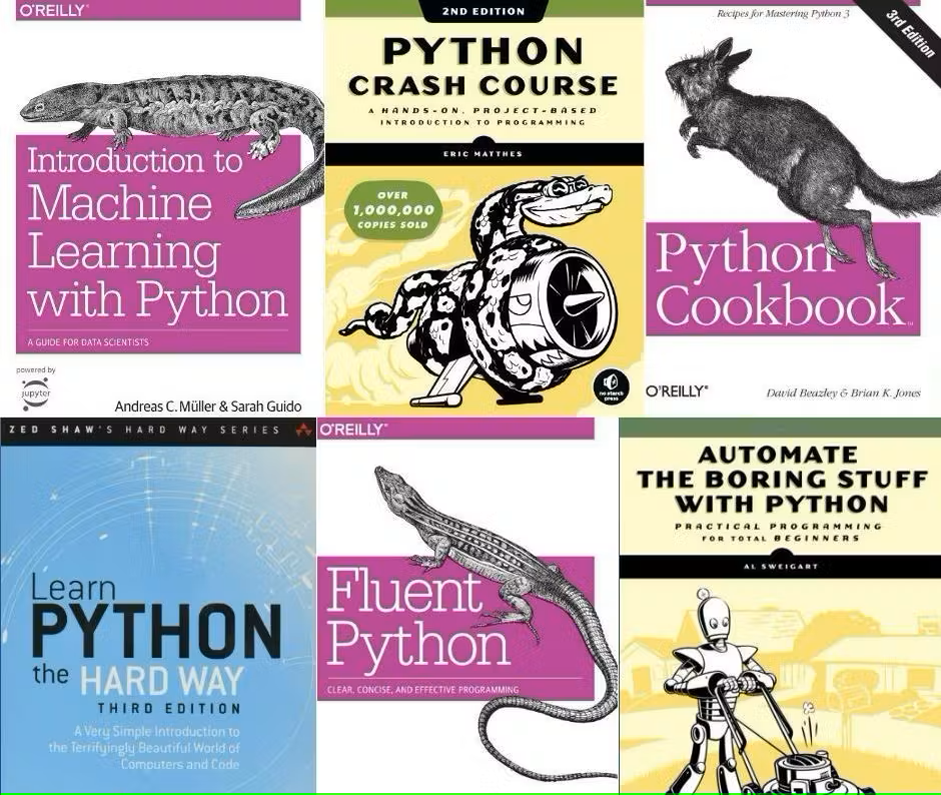 O'REILLY®
Introduction to
Machine
Learning
with Python
A GUIDE FOR DATA SCIENTISTS
powered by
jupyter
Andreas C. Müller & Sarah Guido
2ND EDITION
PYTHON
CRASH COURSE
A HANDS-ON, PROJECT-BASED
INTRODUCTION TO PROGRAMMING
ERIC MATTHES
OVER
1,000,000
COPIES SOLD
no starch
press
Recipes for Mastering Python 3
3rd Edition
Python
Cookbook™
O'REILLY®
David Beazley & Brian K. Jones
ZED SHAW'S HARD WAY SERIES
Learn
PYTHON
the HARD WAY
THIRD EDITION
A Very Simple Introduction to
the Terrifyingly Beautiful World of
Computers and Code
O'REILLY®
Fluent
Python
CLEAR, CONCISE, AND EFFECTIVE PROGRAMMING
AUTOMATE
THE BORING STUFF
WITH PYTHON
PRACTICAL PROGRAMMING
FOR TOTAL BEGINNERS
AL SWEIGART